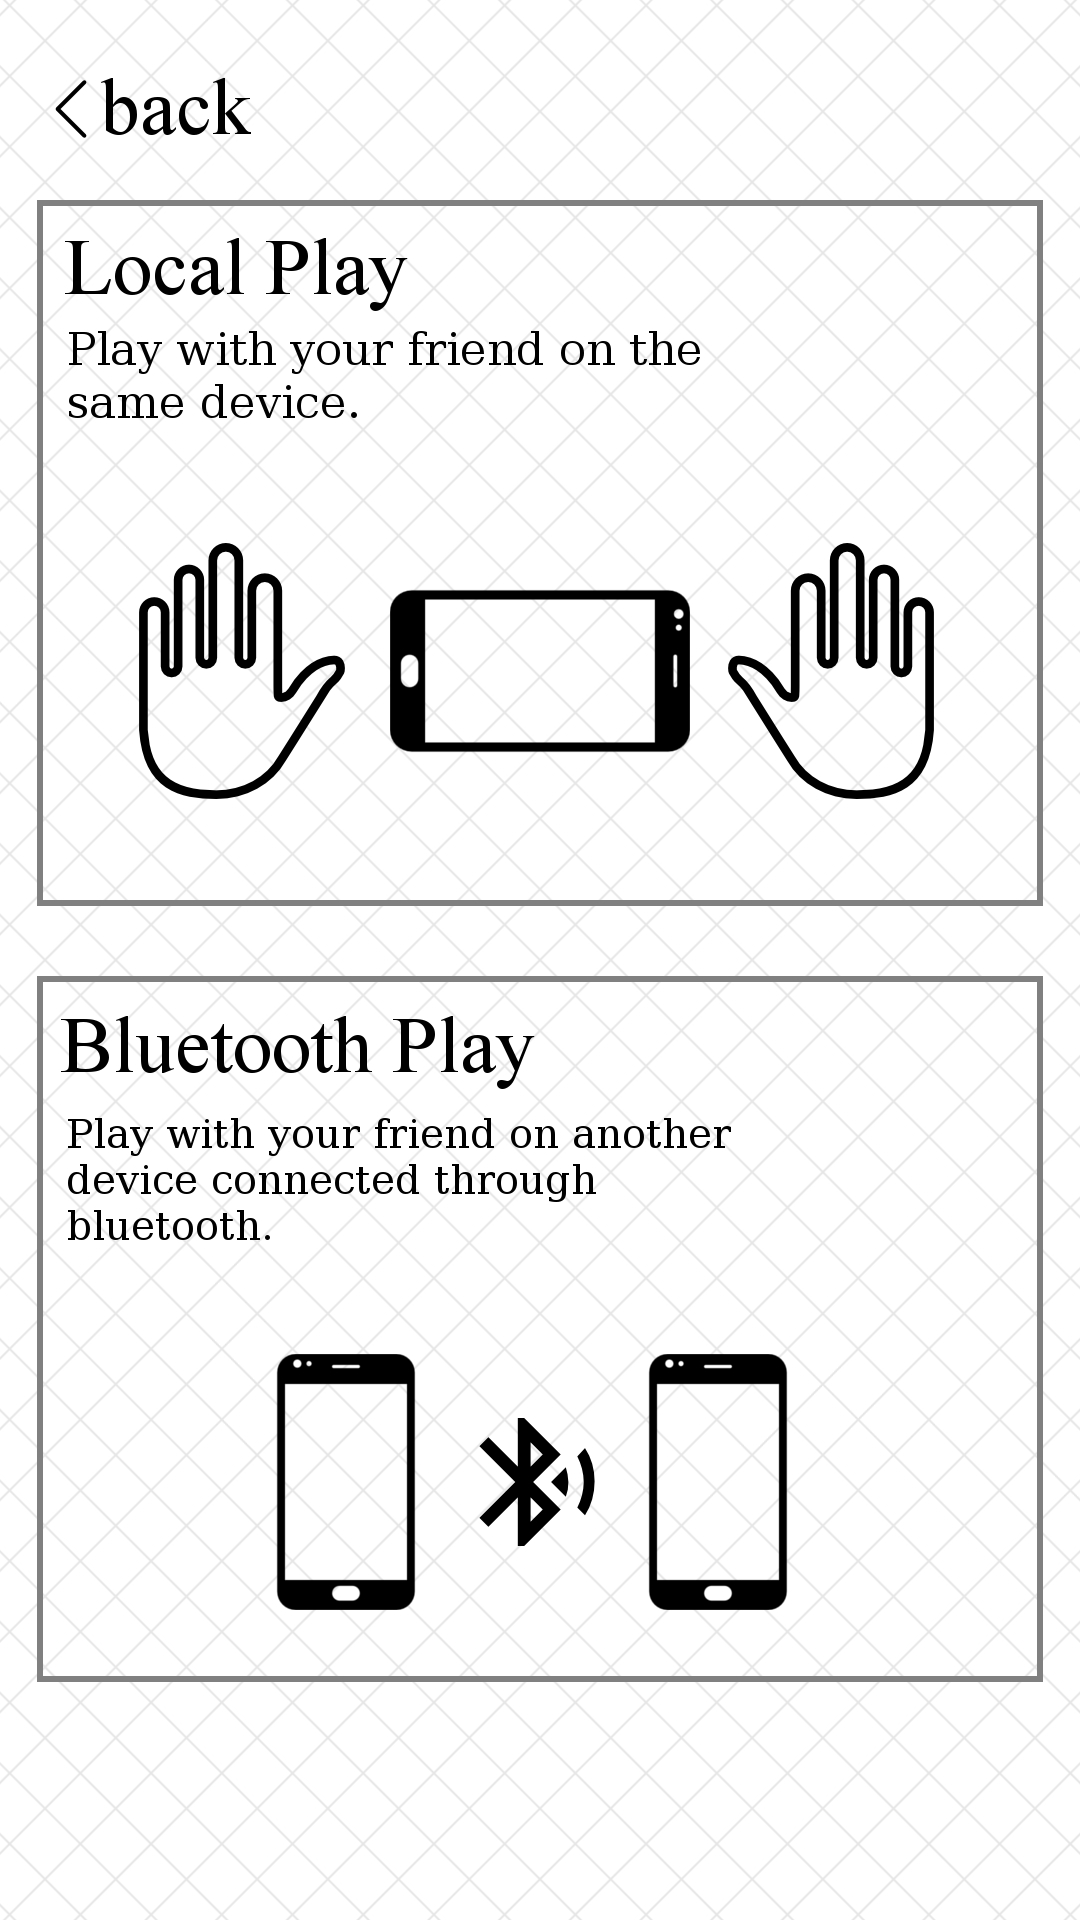 back
Local Play
Play with your friend on the
same device.
Bluetooth Play
Play with your friend on another
device connected through
bluetooth.